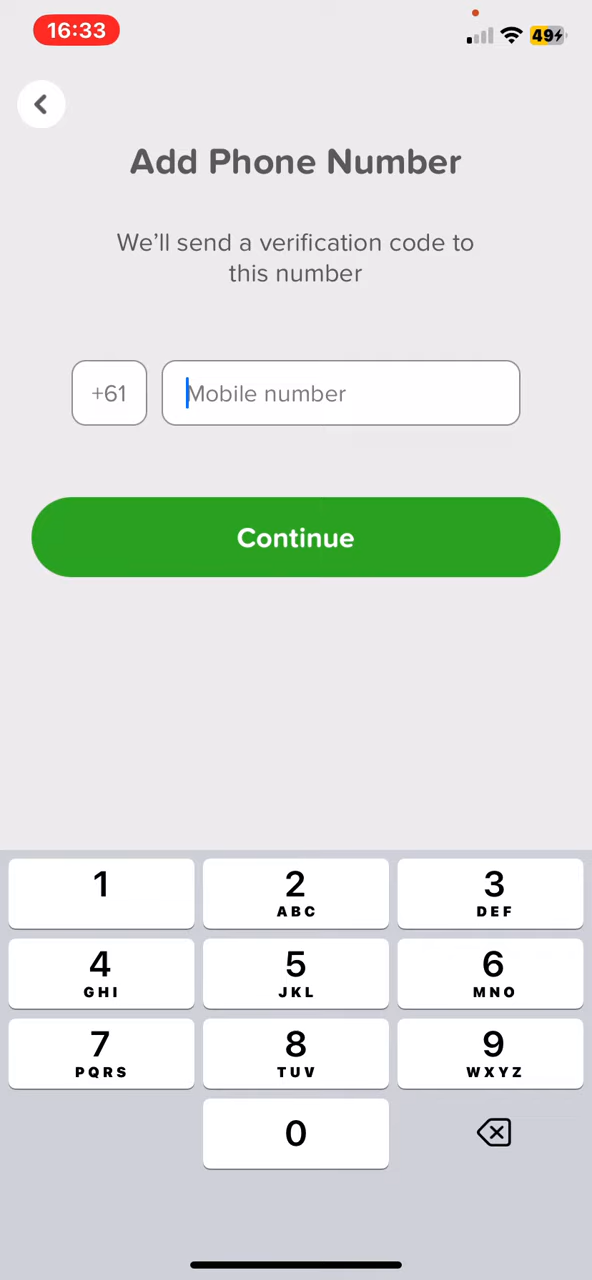 16:33
49
Add Phone Number
We'll send a verification code to
this number
+61 Mobile number
Continue
1 2 3
ABC DEF
4 5 6
GHI JKL MNO
7 8 9
PQRS TUV WXYZ
0